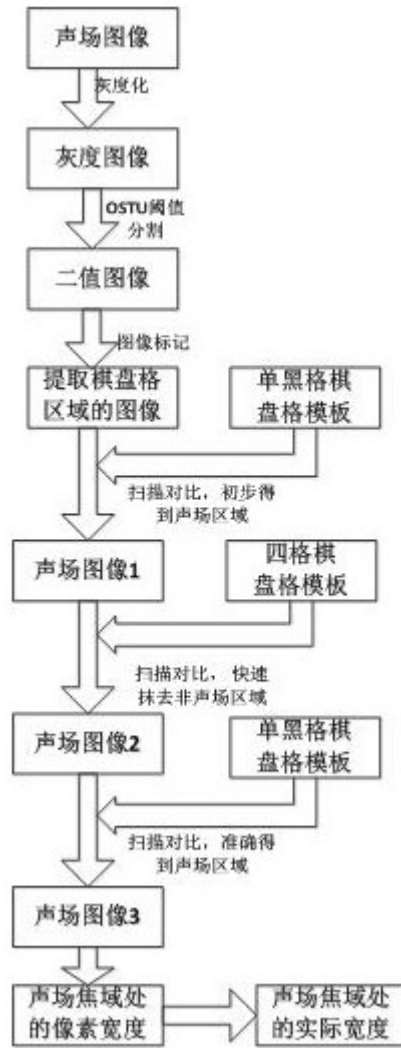 声场图像
灰度化
灰度图像
OSTU阈值
分割
二值图像
图像标记
提取棋盘格
区域的图像
单黑格棋
盘格模板
扫描对比，初步得
到声场区域
声场图像1
四格棋
盘格模板
扫描对比，快速
抹去非声场区域
声场图像2
单黑格棋
盘格模板
扫描对比，准确得
到声场区域
声场图像3
声场焦域处
的像素宽度
声场焦域处
的实际宽度